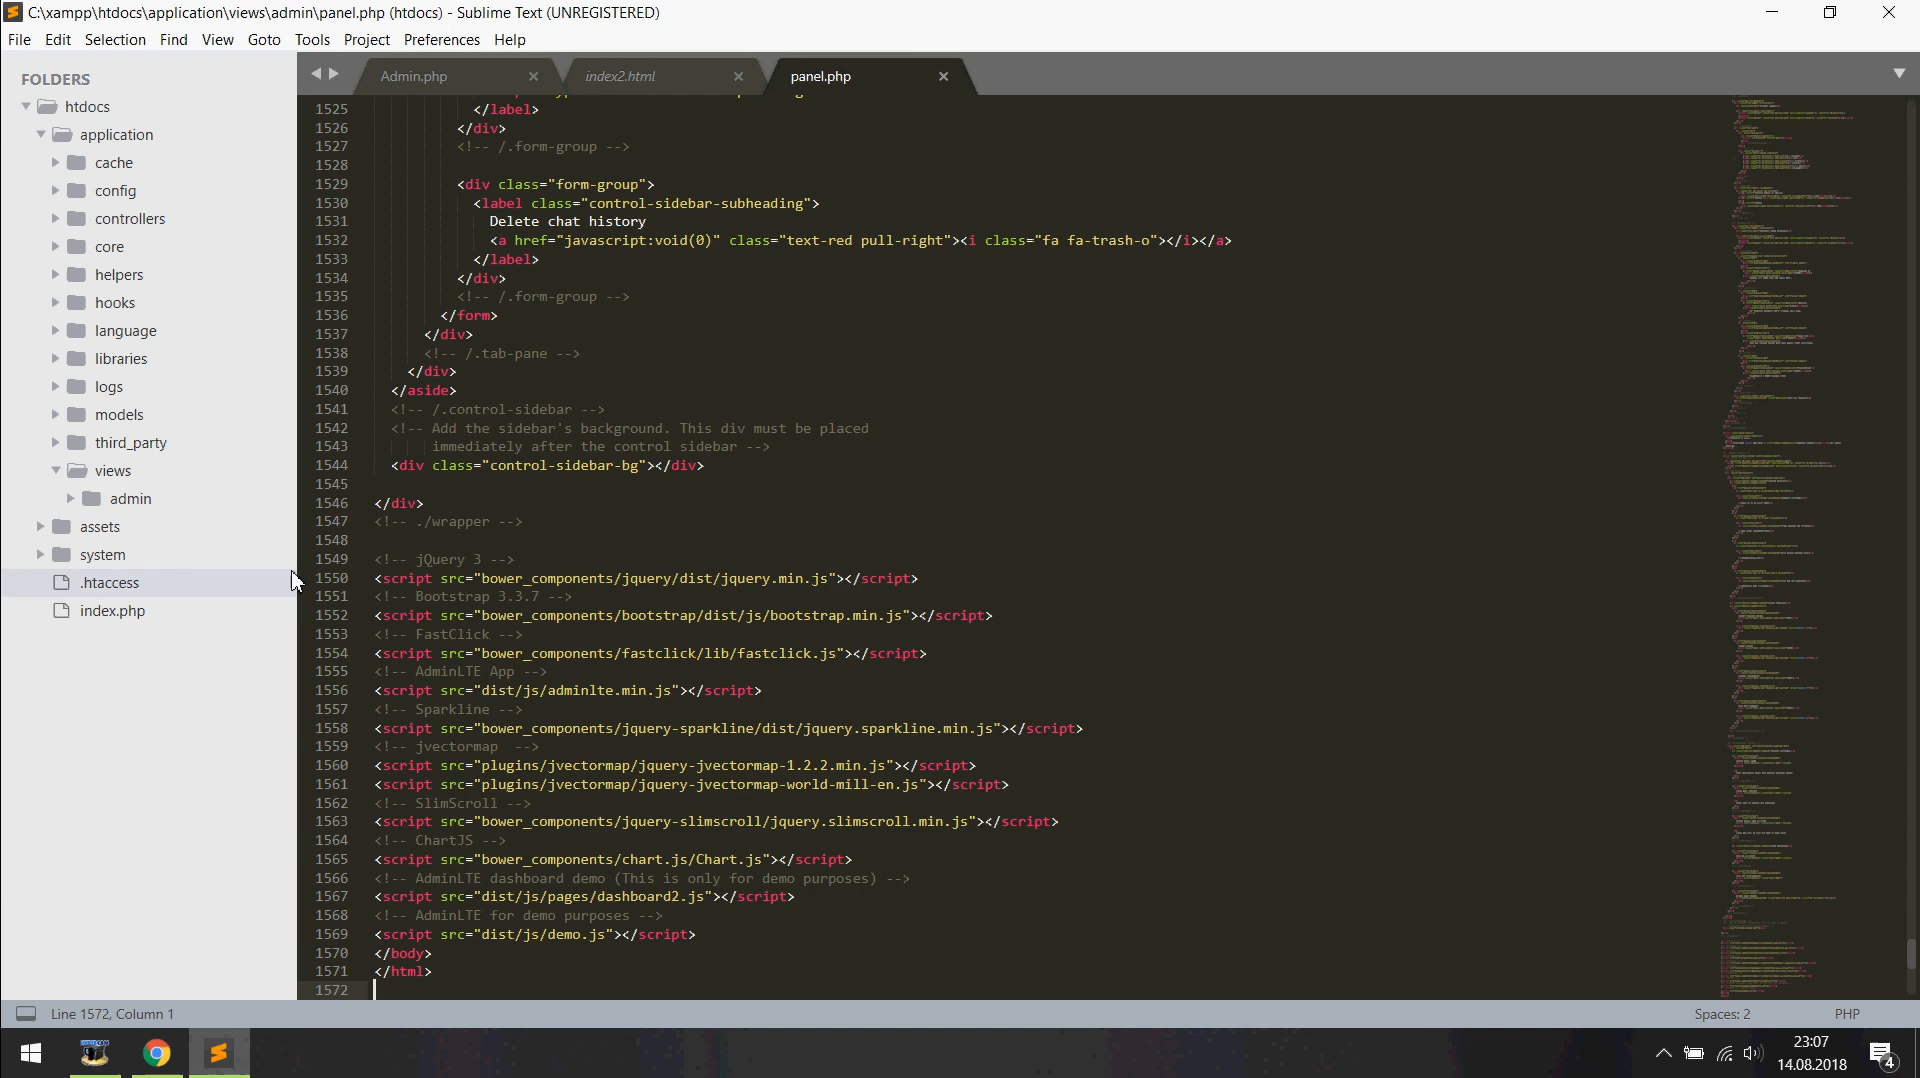 C:\xampp\htdocs\application\views\admin\panel.php (htdocs) - Sublime Text (UNREGISTERED)
File Edit Selection Find View Goto Tools Project Preferences Help
FOLDERS
htdocs
application
cache
config
controllers
core
helpers
hooks
language
libraries
logs
models
third_party
views
admin
assets
system
.htaccess
index.php
Admin.php
index2.html
panel.php
1525 </label>
1526 </div>
1527 <!-- /.form-group -->
1528
1529 <div class="form-group">
1530 <label class="control-sidebar-subheading">
1531 Delete chat history
1532 <a href="javascript:void(0)" class="text-red pull-right"><i class="fa fa-trash-o"></i></a>
1533 </label>
1534 </div>
1535 <!-- /.form-group -->
1536 </form>
1537 </div>
1538 <!-- /.tab-pane -->
1539 </div>
1540 </aside>
1541 <!-- /.control-sidebar -->
1542 <!-- Add the sidebar's background. This div must be placed
1543 immediately after the control sidebar -->
1544 <div class="control-sidebar-bg"></div>
1545
1546 </div>
1547 <!-- ./wrapper -->
1548
1549 <!-- jQuery 3 -->
1550 <script src="bower_components/jquery/dist/jquery.min.js"></script>
1551 <!-- Bootstrap 3.3.7 -->
1552 <script src="bower_components/bootstrap/dist/js/bootstrap.min.js"></script>
1553 <!-- FastClick -->
1554 <script src="bower_components/fastclick/lib/fastclick.js"></script>
1555 <!-- AdminLTE App -->
1556 <script src="dist/js/adminlte.min.js"></script>
1557 <!-- Sparkline -->
1558 <script src="bower_components/jquery-sparkline/dist/jquery.sparkline.min.js"></script>
1559 <!-- jvectormap  -->
1560 <script src="plugins/jvectormap/jquery-jvectormap-1.2.2.min.js"></script>
1561 <script src="plugins/jvectormap/jquery-jvectormap-world-mill-en.js"></script>
1562 <!-- SlimScroll -->
1563 <script src="bower_components/jquery-slimscroll/jquery.slimscroll.min.js"></script>
1564 <!-- ChartJS -->
1565 <script src="bower_components/chart.js/Chart.js"></script>
1566 <!-- AdminLTE dashboard demo (This is only for demo purposes) -->
1567 <script src="dist/js/pages/dashboard2.js"></script>
1568 <!-- AdminLTE for demo purposes -->
1569 <script src="dist/js/demo.js"></script>
1570 </body>
1571 </html>
1572
Line 1572, Column 1
Spaces: 2
PHP
23:07
14.08.2018
4